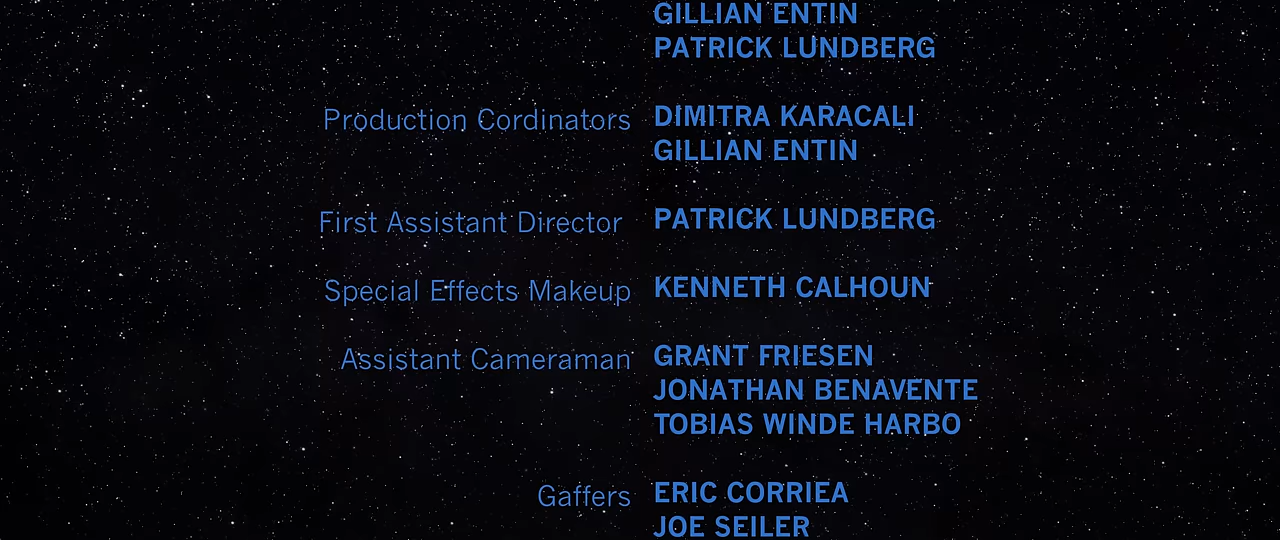 GILLIAN ENTIN
PATRICK LUNDBERG
Production Cordinators DIMITRA KARACALI
GILLIAN ENTIN
First Assistant Director PATRICK LUNDBERG
Special Effects Makeup KENNETH CALHOUN
Assistant Cameraman GRANT FRIESEN
JONATHAN BENAVENTE
TOBIAS WINDE HARBO
Gaffers ERIC CORRIEA
JOE SEILER